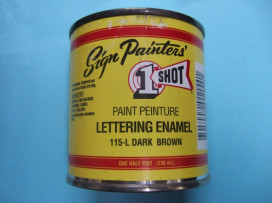 Sign Painters'
1 SHOT
PAINT PEINTURE
LETTERING ENAMEL
115-L DARK BROWN
ONE HALF PINT (236 mL)